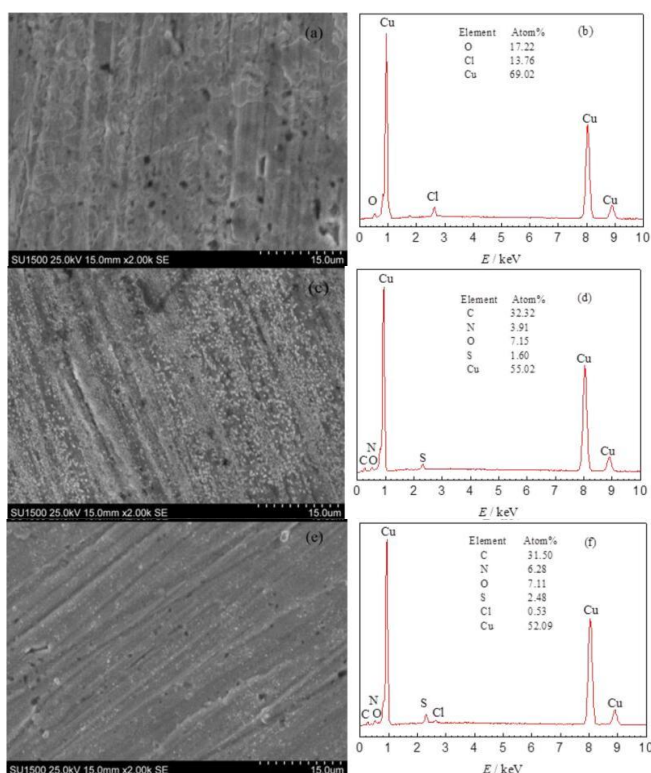 (a)
SU1500 25.0kV 15.0mm x2.00k SE
15.0um
(b)
Element Atom%
O 17.22
Cl 13.76
Cu 69.02
Cu
Cu
Cu
O
Cl
0 1 2 3 4 5 6 7 8 9 10
E / keV
(c)
SU1500 25.0kV 15.0mm x2.00k SE
15.0um
(d)
Element Atom%
C 32.32
N 3.91
O 7.15
S 1.60
Cu 55.02
Cu
Cu
Cu
N
C O
S
0 1 2 3 4 5 6 7 8 9 10
E / keV
(e)
SU1500 25.0kV 15.0mm x2.00k SE
15.0um
(f)
Element Atom%
C 31.50
N 6.28
O 7.11
S 2.48
Cl 0.53
Cu 52.09
Cu
Cu
Cu
N
C O
S Cl
0 1 2 3 4 5 6 7 8 9 10
E / keV